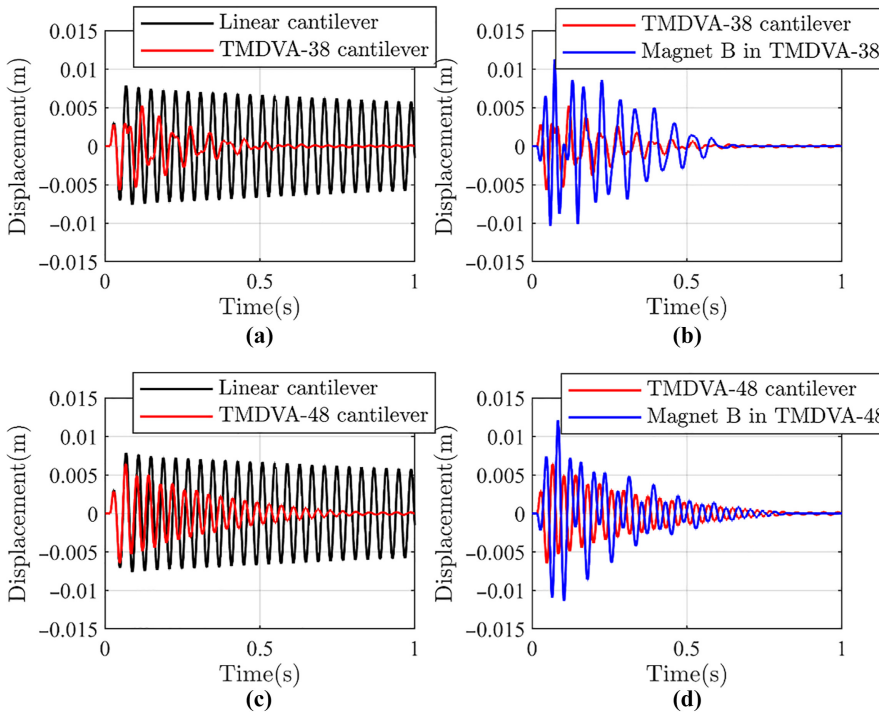 Linear cantilever
TMDVA-38 cantilever
Displacement(m)
0.015
0.01
0.005
0
−0.005
−0.01
−0.015
0
0.5
1
Time(s)
(a)
TMDVA-38 cantilever
Magnet B in TMDVA-38
Displacement(m)
0.015
0.01
0.005
0
−0.005
−0.01
−0.015
0
0.5
1
Time(s)
(b)
Linear cantilever
TMDVA-48 cantilever
Displacement(m)
0.015
0.01
0.005
0
−0.005
−0.01
−0.015
0
0.5
1
Time(s)
(c)
TMDVA-48 cantilever
Magnet B in TMDVA-48
Displacement(m)
0.015
0.01
0.005
0
−0.005
−0.01
−0.015
0
0.5
1
Time(s)
(d)